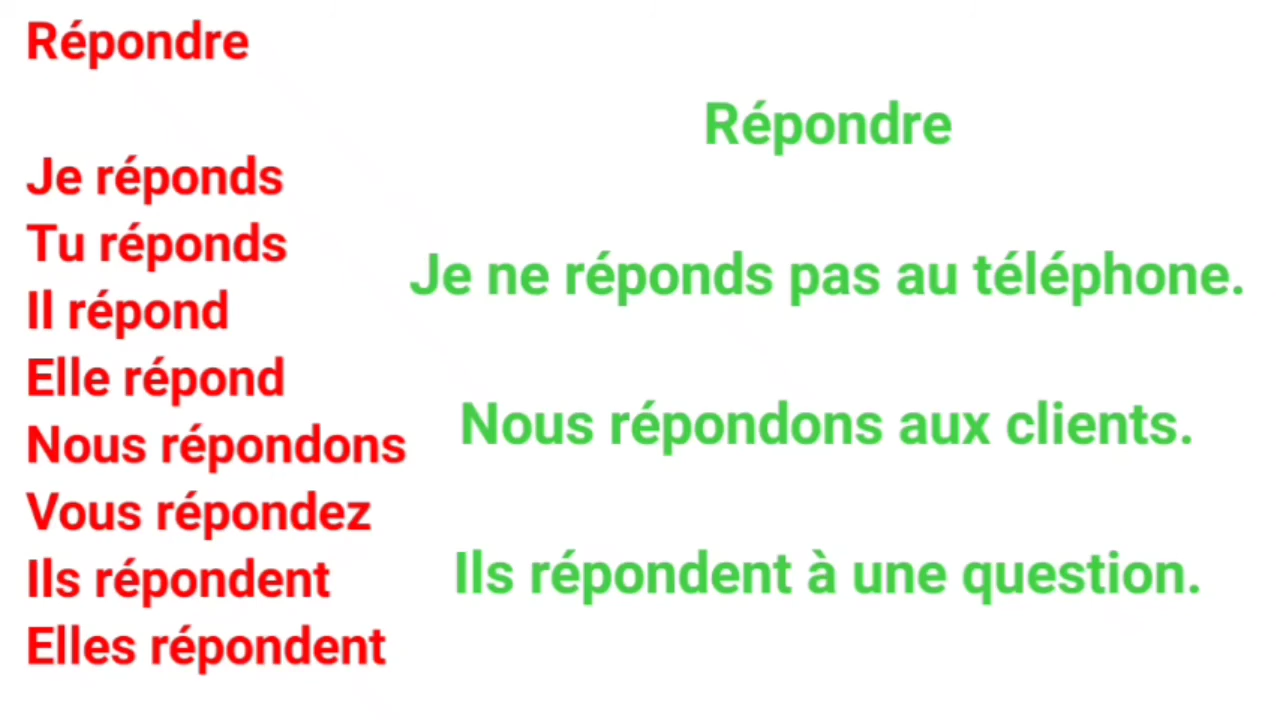 Répondre
Je réponds
Tu réponds
Il répond
Elle répond
Nous répondons
Vous répondez
Ils répondent
Elles répondent
Répondre
Je ne réponds pas au téléphone.
Nous répondons aux clients.
Ils répondent à une question.